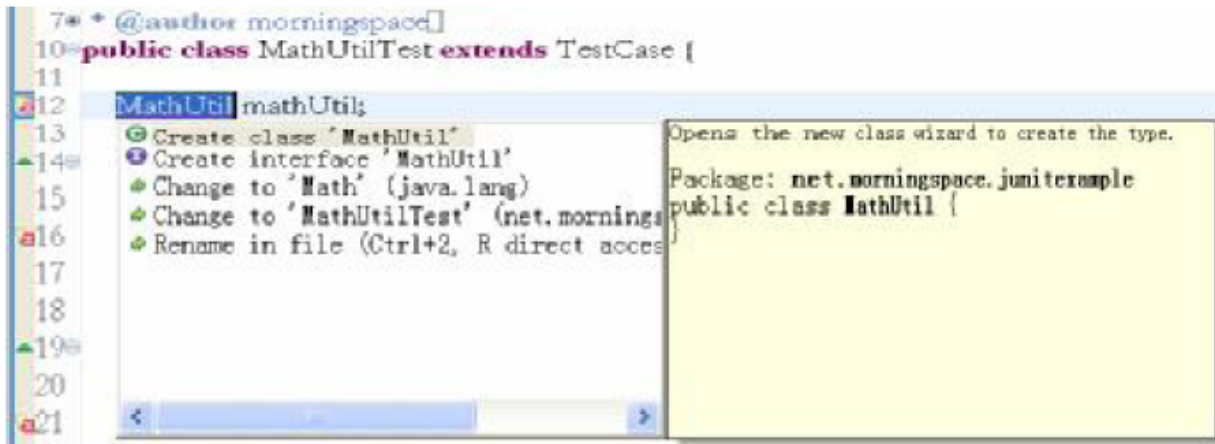 7 * @author morningspace
10 public class MathUtilTest extends TestCase {
11
12 MathUtil mathUtil;
13
14
15
16
17
18
19
20
21
Create class 'MathUtil'
Create interface 'MathUtil'
Change to 'Math' (java.lang)
Change to 'MathUtilTest' (net.mornings
Rename in file (Ctrl+2, R direct acces
Opens the new class wizard to create the type.
Package: net.morningspace.junitexample
public class MathUtil {
}